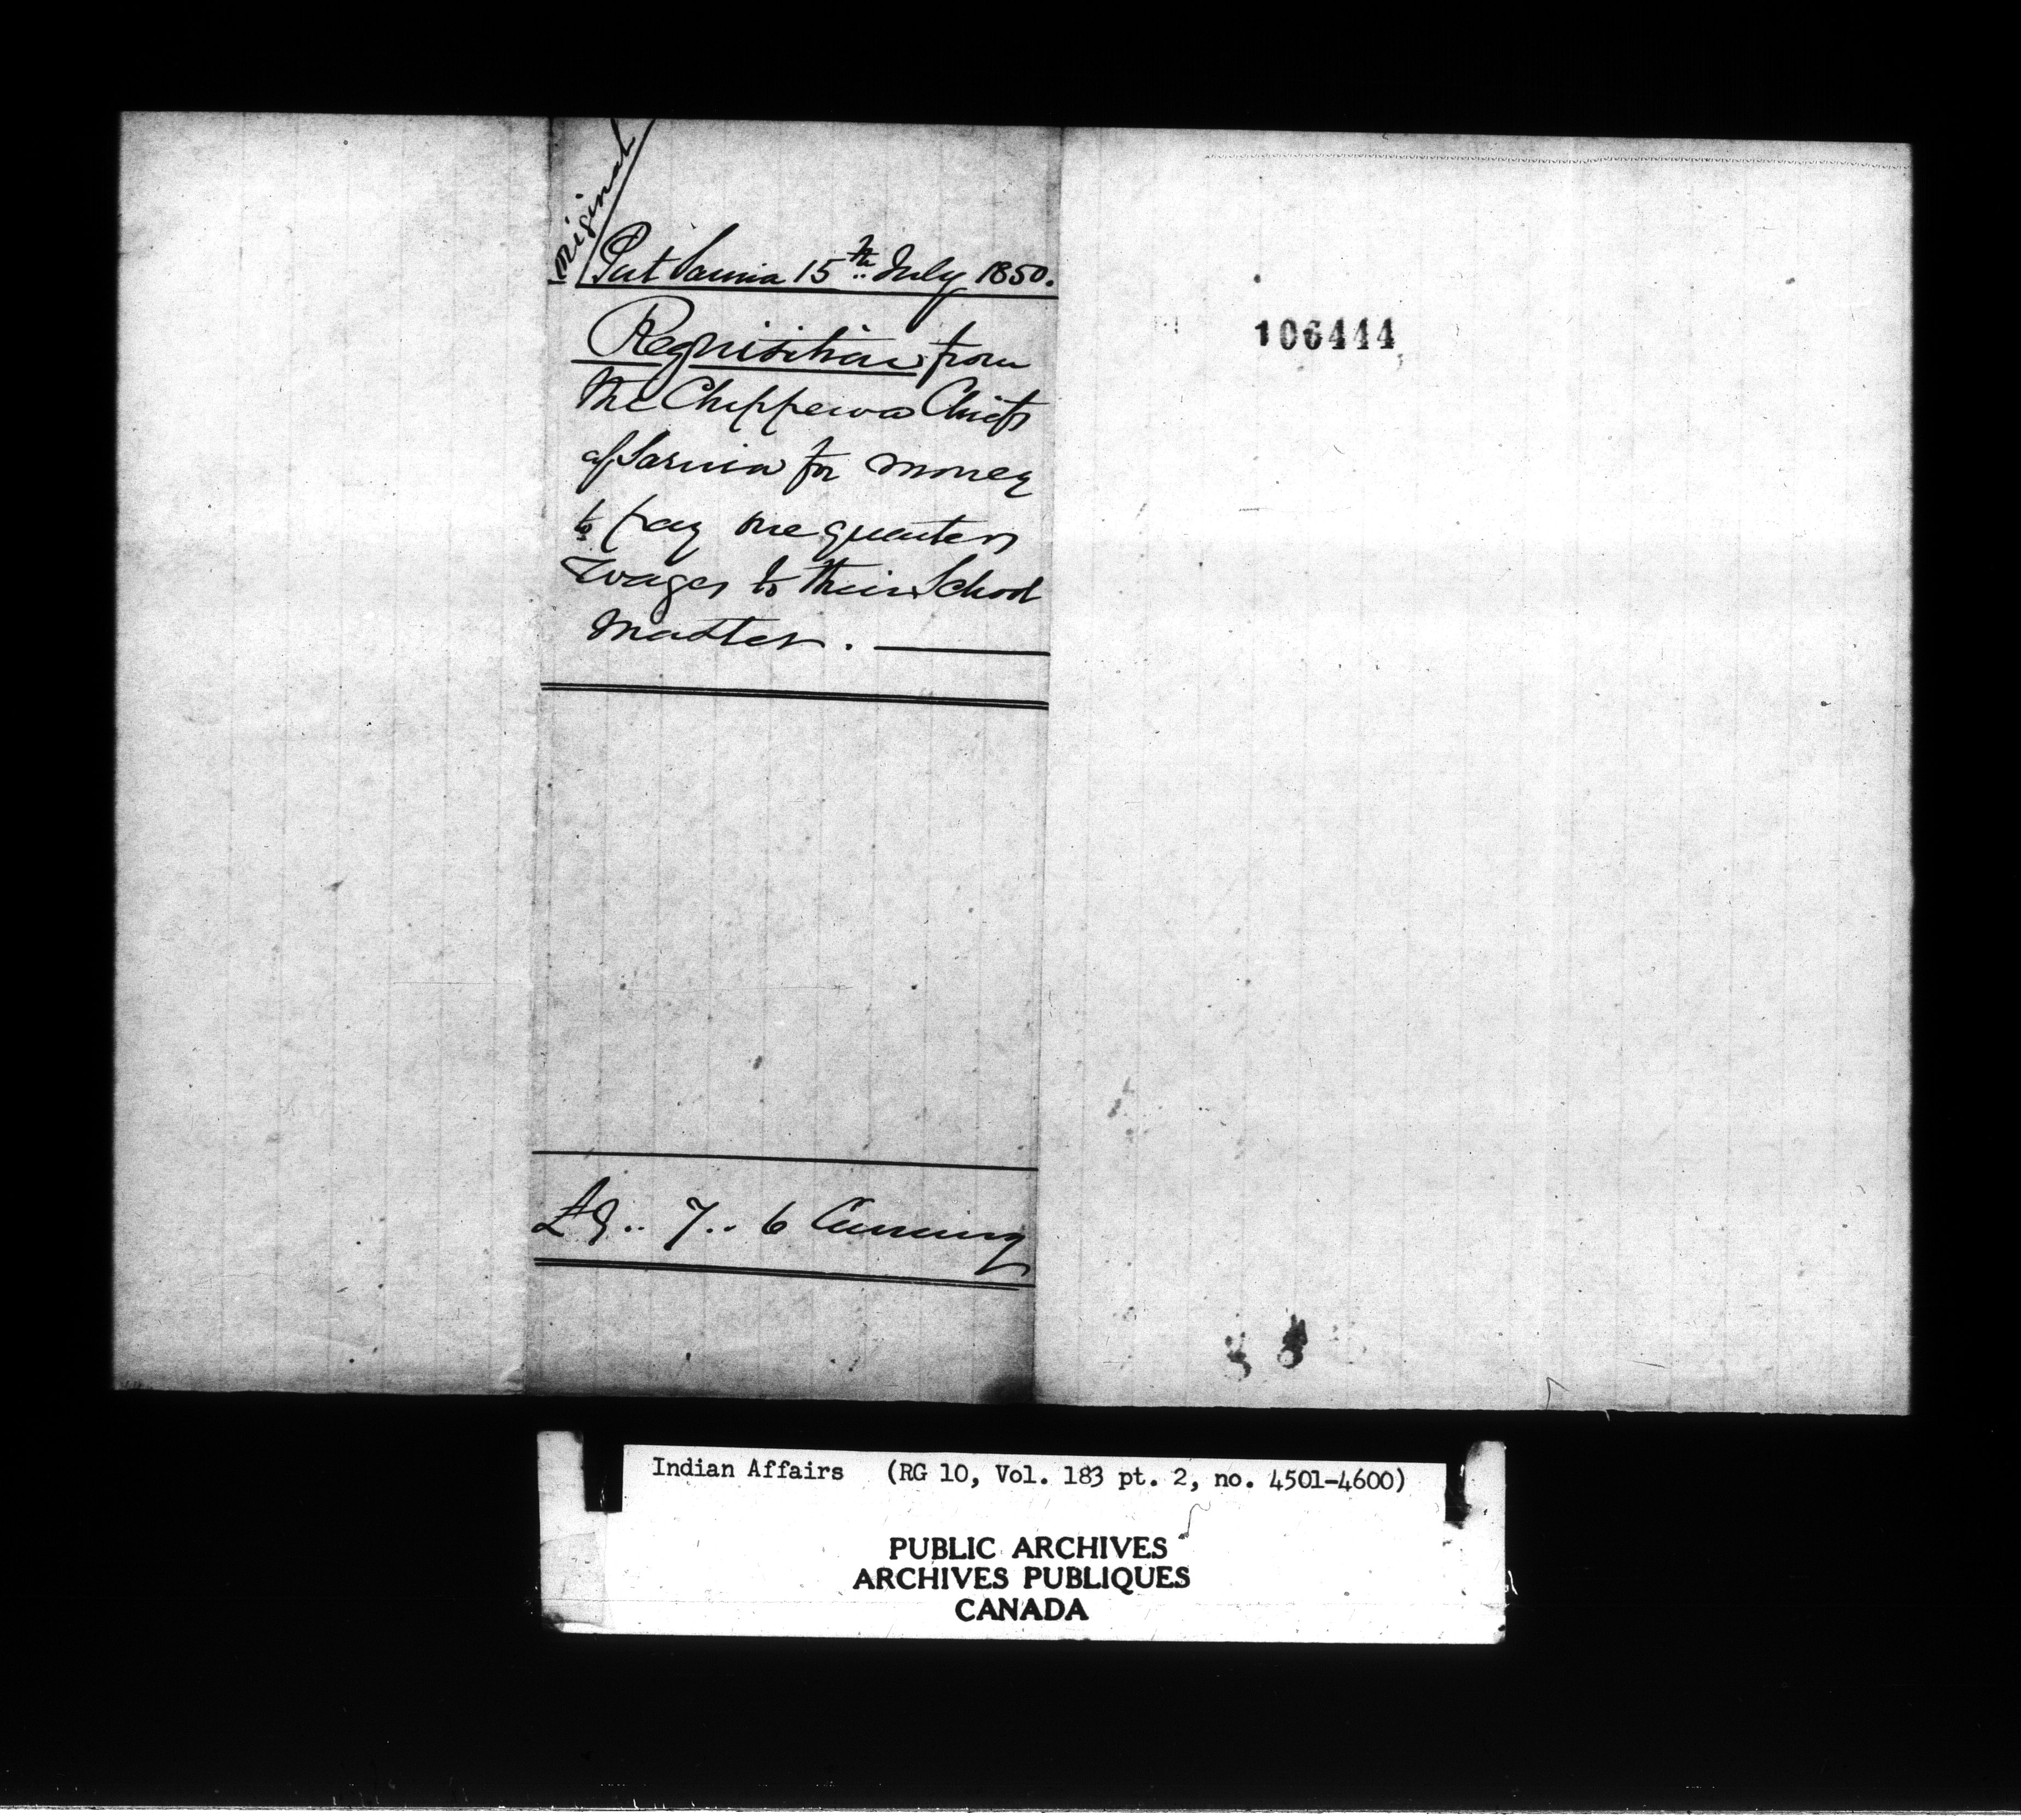 Original
Port Sarnia 15th July 1850.
Requisition from
the Chippewa Chiefs
of Sarnia for money
to pay one quarters
wages to their School
Master.
£9.. 7.. 6 Currency
106444
Indian Affairs (RG 10, Vol. 183 pt. 2, no. 4501-4600)
PUBLIC ARCHIVES
ARCHIVES PUBLIQUES
CANADA